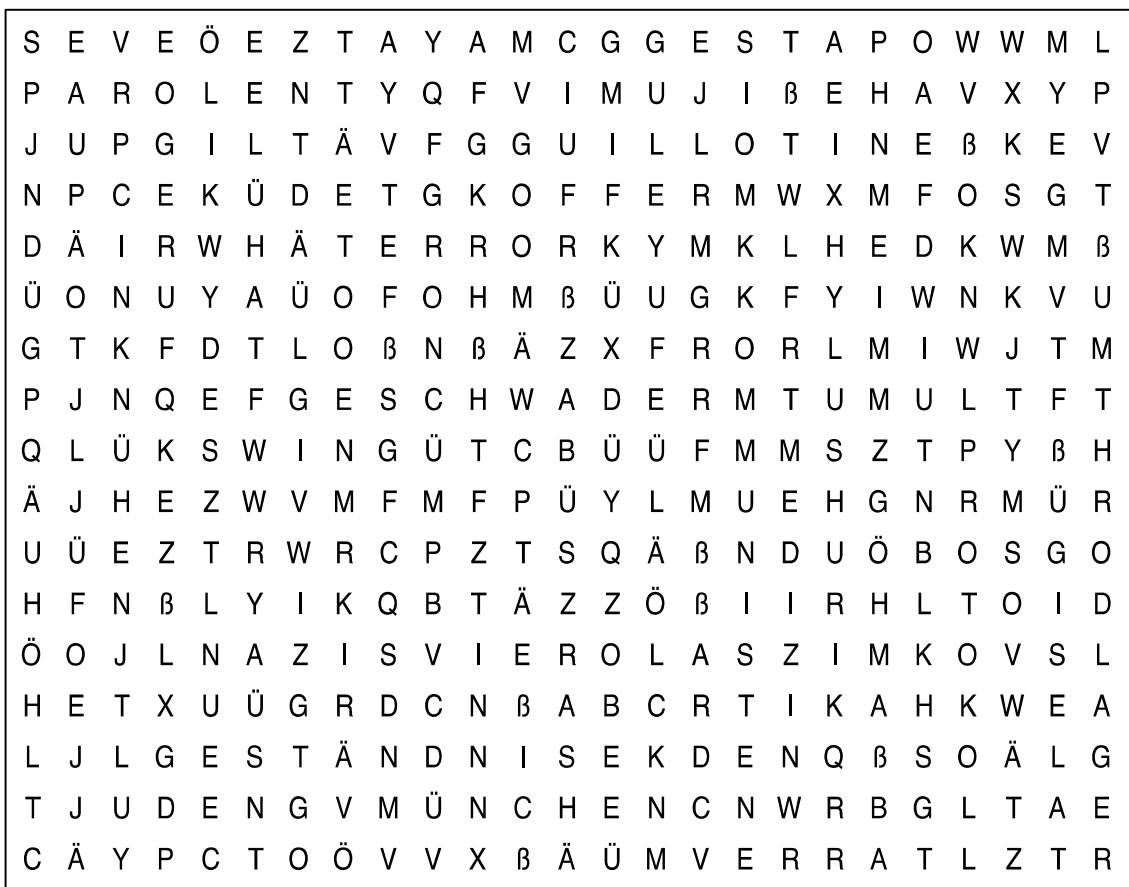 S E V E Ö E Z T A Y A M C G G E S T A P O W W M L
P A R O L E N T Y Q F V I M U J I ß E H A V X Y P
J U P G I L T Ä V F G G U I L L O T I N E ß K E V
N P C E K Ü D E T G K O F F E R M W X M F O S G T
D Ä I R W H Ä T E R R O R K Y M K L H E D K W M ß
Ü O N U Y A Ü O F O H M ß Ü U G K F Y I W N K V U
G T K F D T L O ß N ß Ä Z X F R O R L M I W J T M
P J N Q E F G E S C H W A D E R M T U M U L T F T
Q L Ü K S W I N G Ü T C B Ü Ü F M M S Z T P Y ß H
Ä J H E Z W V M F M F P Ü Y L M U E H G N R M Ü R
U Ü E Z T R W R C P Z T S Q Ä ß N D U Ö B O S G O
H F N ß L Y I K Q B T Ä Z Z Ö ß I I R H L T O I D
Ö O J L N A Z I S V I E R O L A S Z I M K O V S L
H E T X U Ü G R D C N ß A B C R T I K A H K W E A
L J L G E S T Ä N D N I S E K D E N Q ß S O Ä L G
T J U D E N G V M Ü N C H E N C N W R B G L T A E
C Ä Y P C T O Ö V V X ß Ä Ü M V E R R A T L Z T R